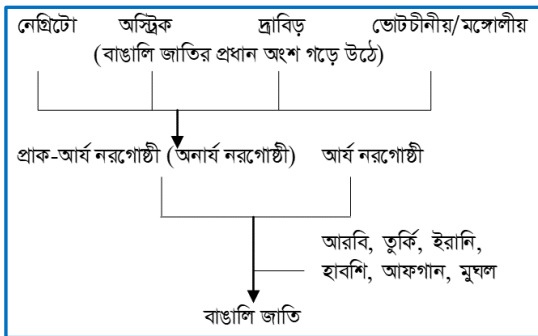 নেগ্রিটো অস্ট্রিক দ্রাবিড় ভোটচীনীয়/মঙ্গোলীয়
(বাঙালি জাতির প্রধান অংশ গড়ে উঠে)
প্রাক-আর্য নরগোষ্ঠী (অনার্য নরগোষ্ঠী) আর্য নরগোষ্ঠী
আরবি, তুর্কি, ইরানি,
হাবশি, আফগান, মুঘল
বাঙালি জাতি